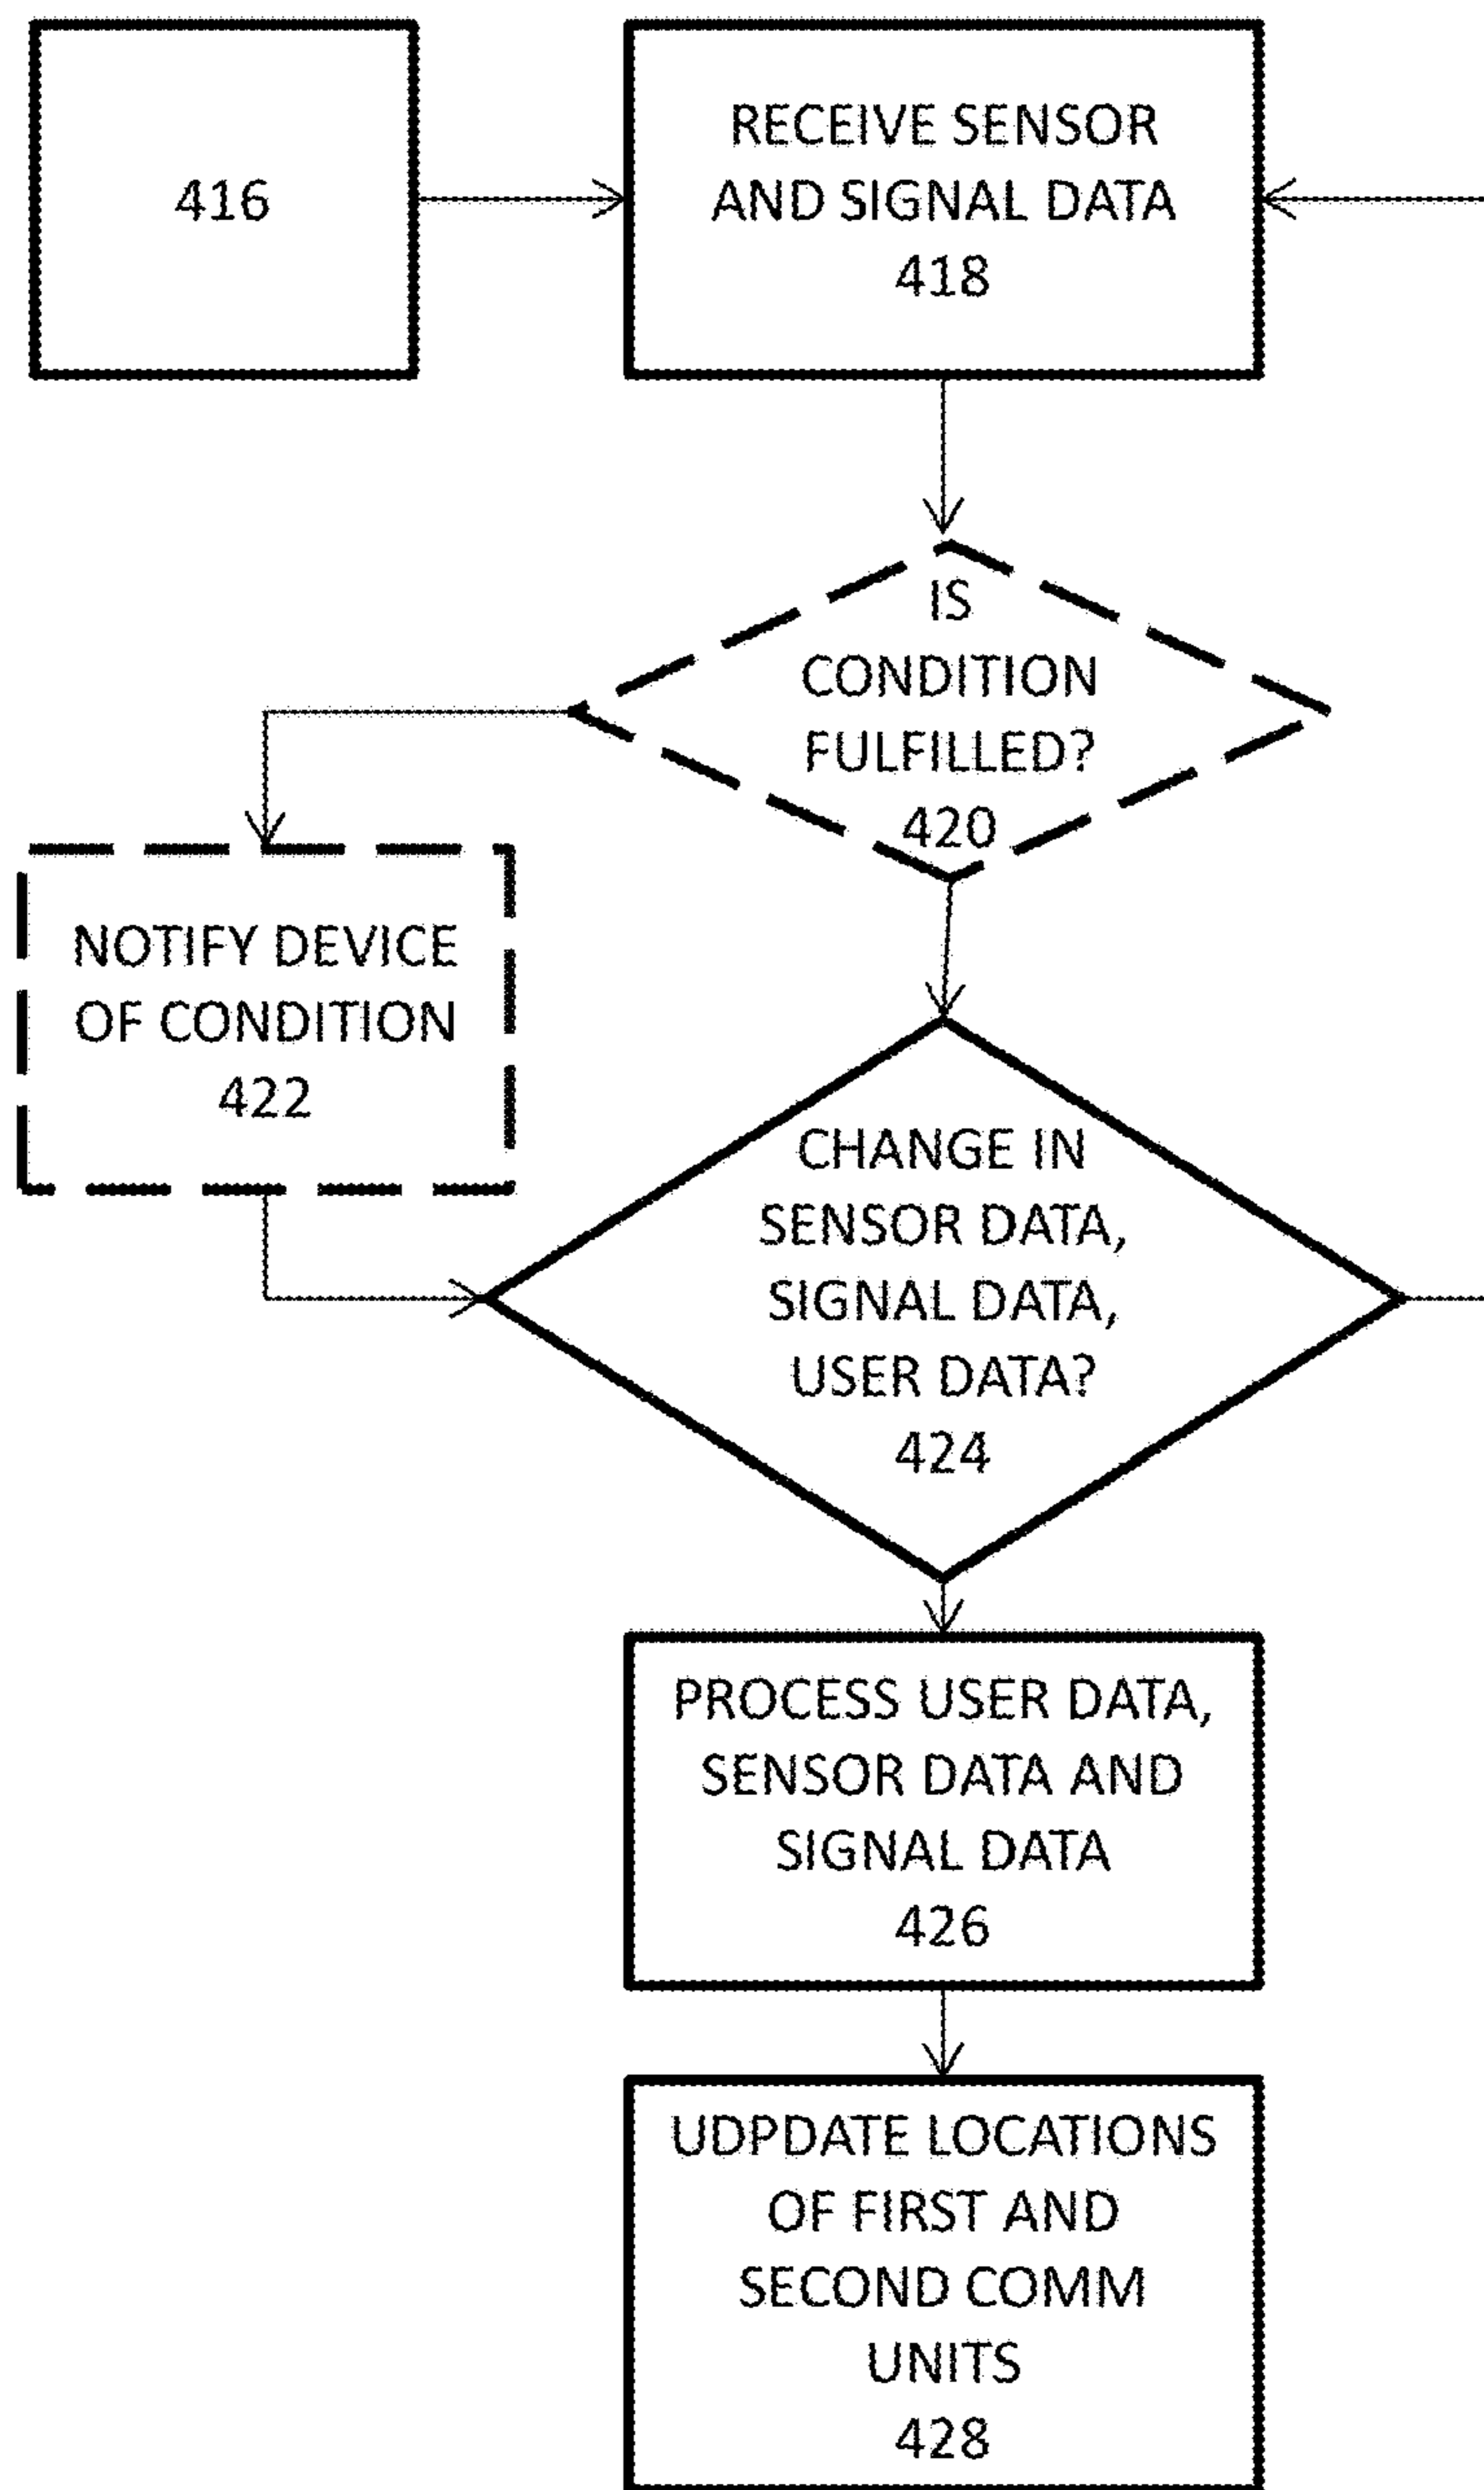 416
RECEIVE SENSOR
AND SIGNAL DATA
418
IS
CONDITION
FULFILLED?
420
NOTIFY DEVICE
OF CONDITION
422
CHANGE IN
SENSOR DATA,
SIGNAL DATA,
USER DATA?
424
PROCESS USER DATA,
SENSOR DATA AND
SIGNAL DATA
426
UDPDATE LOCATIONS
OF FIRST AND
SECOND COMM
UNITS
428